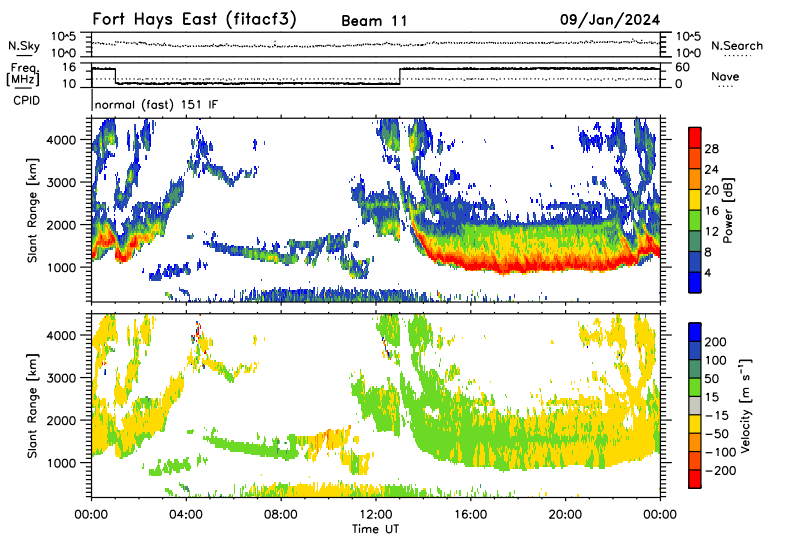 Fort Hays East (fitacf3) Beam 11 09/Jan/2024
N.Sky 10^5 10^0 10^5 10^0 N.Search
Freq. [MHz] 16 10 60 0 Nave
CPID normal (fast) 151 IF
Slant Range [km]
4000
3000
2000
1000
Power [dB]
28
24
20
16
12
8
4
Slant Range [km]
4000
3000
2000
1000
Velocity [m s⁻¹]
200
100
50
15
−15
−50
−100
−200
00:00 04:00 08:00 12:00 16:00 20:00 00:00
Time UT